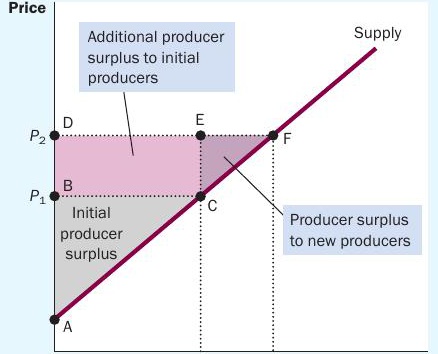 Price
Supply
Additional producer
surplus to initial
producers
D
E
P2
F
B
P1
C
Initial
producer
surplus
Producer surplus
to new producers
A